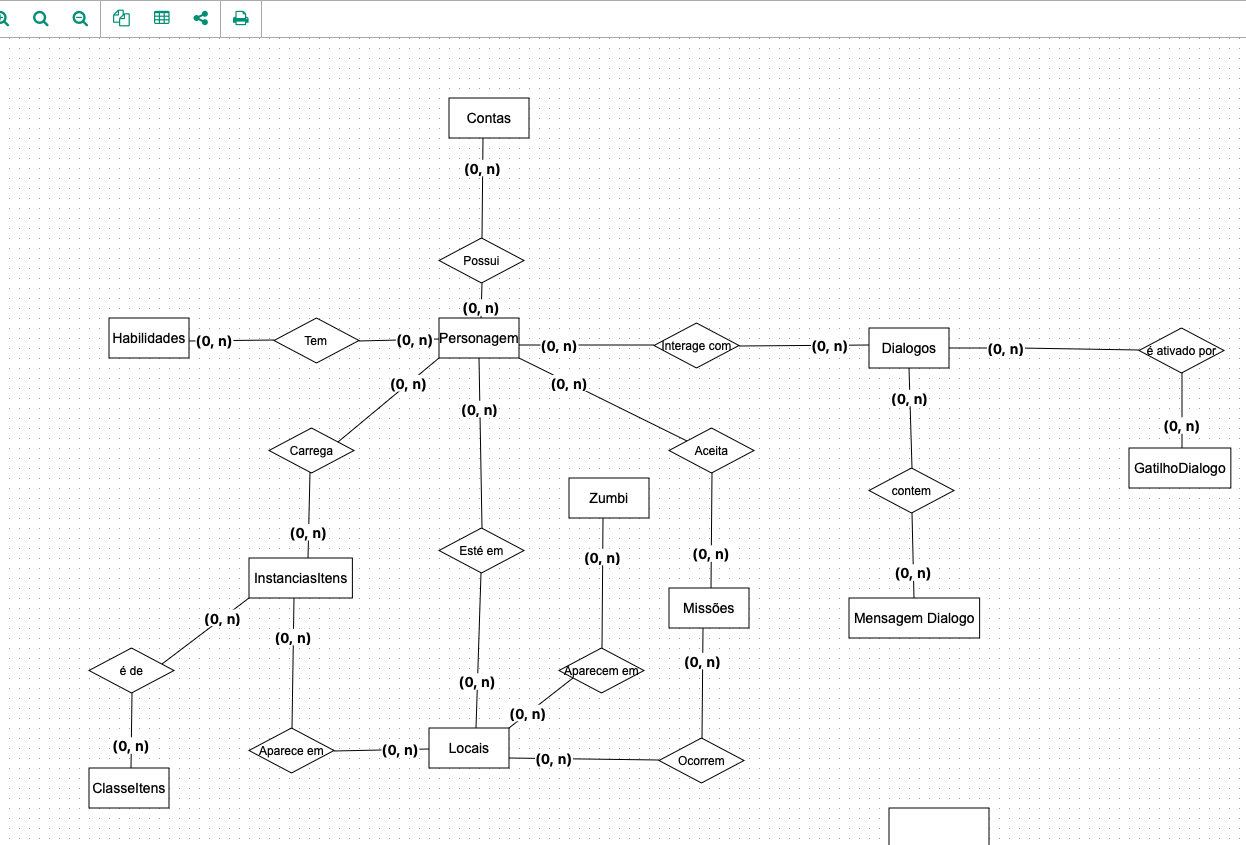 Contas
(0, n)
Possui
(0, n)
Habilidades
(0, n)
Tem
(0, n)
Personagem
(0, n)
Interage com
(0, n)
Dialogos
(0, n)
é ativado por
(0, n)
(0, n)
(0, n)
(0, n)
(0, n)
Carrega
Aceita
GatilhoDialogo
contem
Zumbi
(0, n)
Esté em
(0, n)
(0, n)
InstanciasItens
(0, n)
Missões
Mensagem Dialogo
(0, n)
(0, n)
(0, n)
é de
Aparecem em
(0, n)
(0, n)
(0, n)
Aparece em
(0, n)
Locais
(0, n)
Ocorrem
ClasseItens